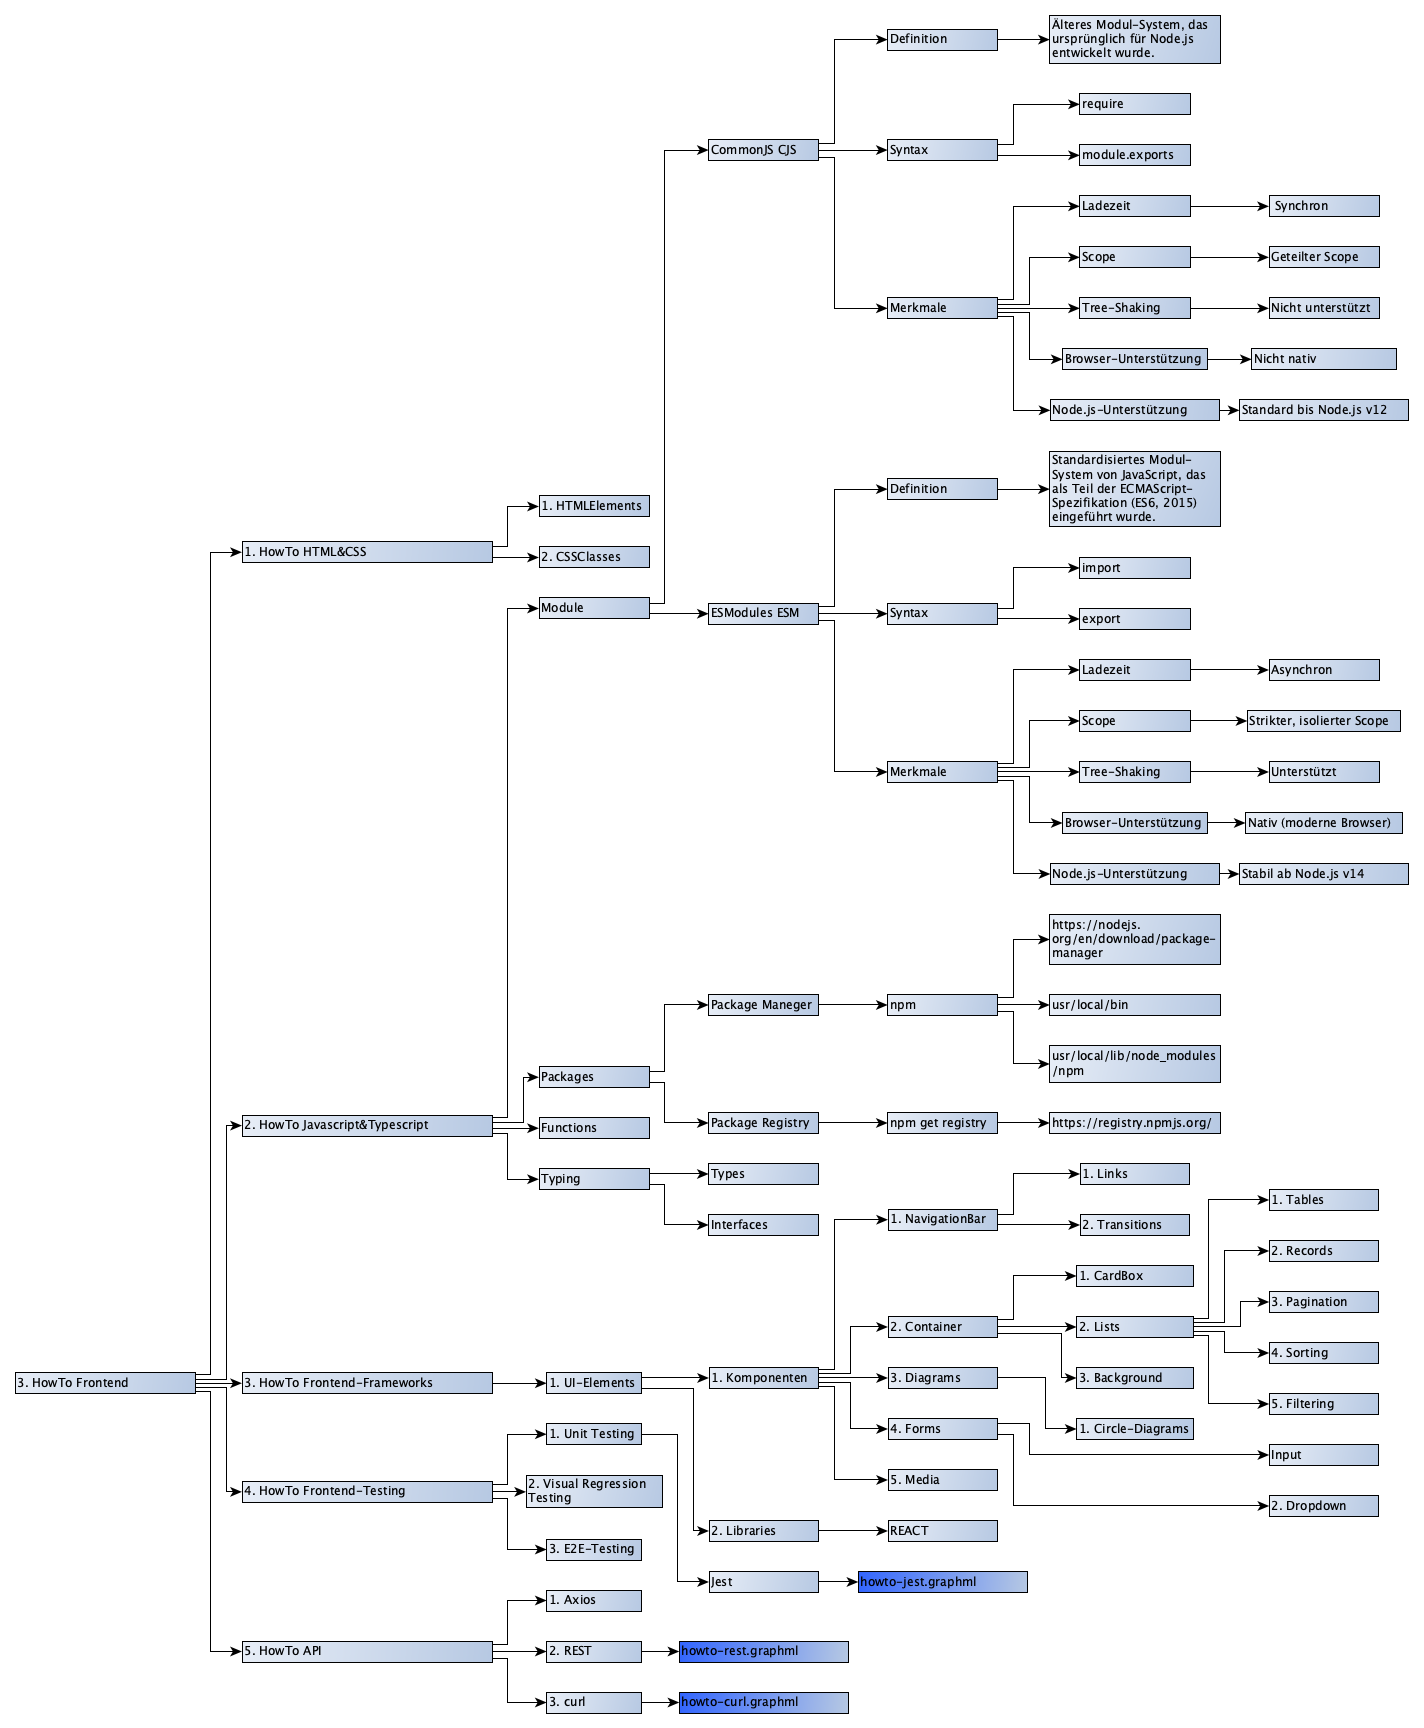 3. HowTo Frontend
1. HowTo HTML&CSS
1. HTMLElements
2. CSSClasses
2. HowTo Javascript&Typescript
Module
CommonJS CJS
Definition
Älteres Modul-System, das
ursprünglich für Node.js
entwickelt wurde.
Syntax
require
module.exports
Merkmale
Ladezeit
Synchron
Scope
Geteilter Scope
Tree-Shaking
Nicht unterstützt
Browser-Unterstützung
Nicht nativ
Node.js-Unterstützung
Standard bis Node.js v12
ESModules ESM
Definition
Standardisiertes Modul-
System von JavaScript, das
als Teil der ECMAScript-
Spezifikation (ES6, 2015)
eingeführt wurde.
Syntax
import
export
Merkmale
Ladezeit
Asynchron
Scope
Strikter, isolierter Scope
Tree-Shaking
Unterstützt
Browser-Unterstützung
Nativ (moderne Browser)
Node.js-Unterstützung
Stabil ab Node.js v14
Packages
Package Maneger
npm
https://nodejs.
org/en/download/package-
manager
usr/local/bin
usr/local/lib/node_modules
/npm
Package Registry
npm get registry
https://registry.npmjs.org/
Functions
Typing
Types
Interfaces
3. HowTo Frontend-Frameworks
1. UI-Elements
1. Komponenten
1. NavigationBar
1. Links
2. Transitions
2. Container
1. CardBox
2. Lists
1. Tables
2. Records
3. Pagination
4. Sorting
5. Filtering
3. Background
3. Diagrams
1. Circle-Diagrams
4. Forms
Input
2. Dropdown
5. Media
2. Libraries
REACT
4. HowTo Frontend-Testing
1. Unit Testing
Jest
howto-jest.graphml
2. Visual Regression
Testing
3. E2E-Testing
5. HowTo API
1. Axios
2. REST
howto-rest.graphml
3. curl
howto-curl.graphml